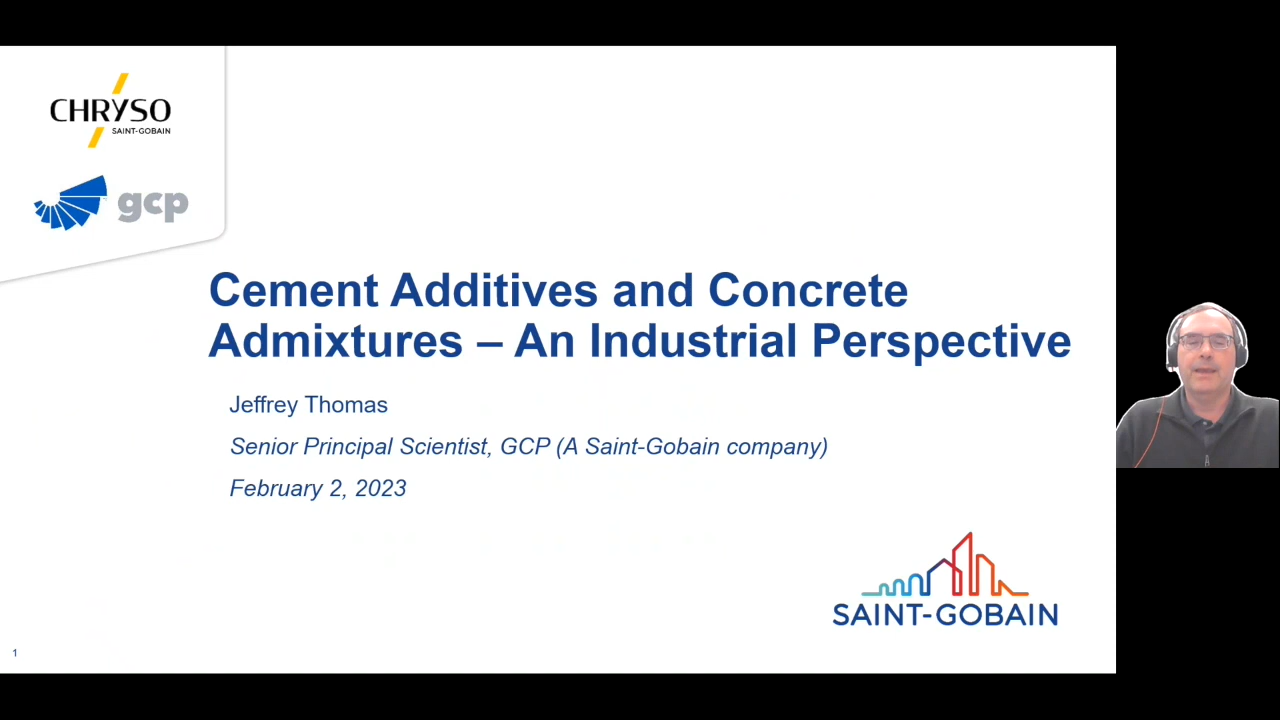 CHRYSO
SAINT-GOBAIN
gcp
Cement Additives and Concrete
Admixtures – An Industrial Perspective
Jeffrey Thomas
Senior Principal Scientist, GCP (A Saint-Gobain company)
February 2, 2023
SAINT-GOBAIN
1